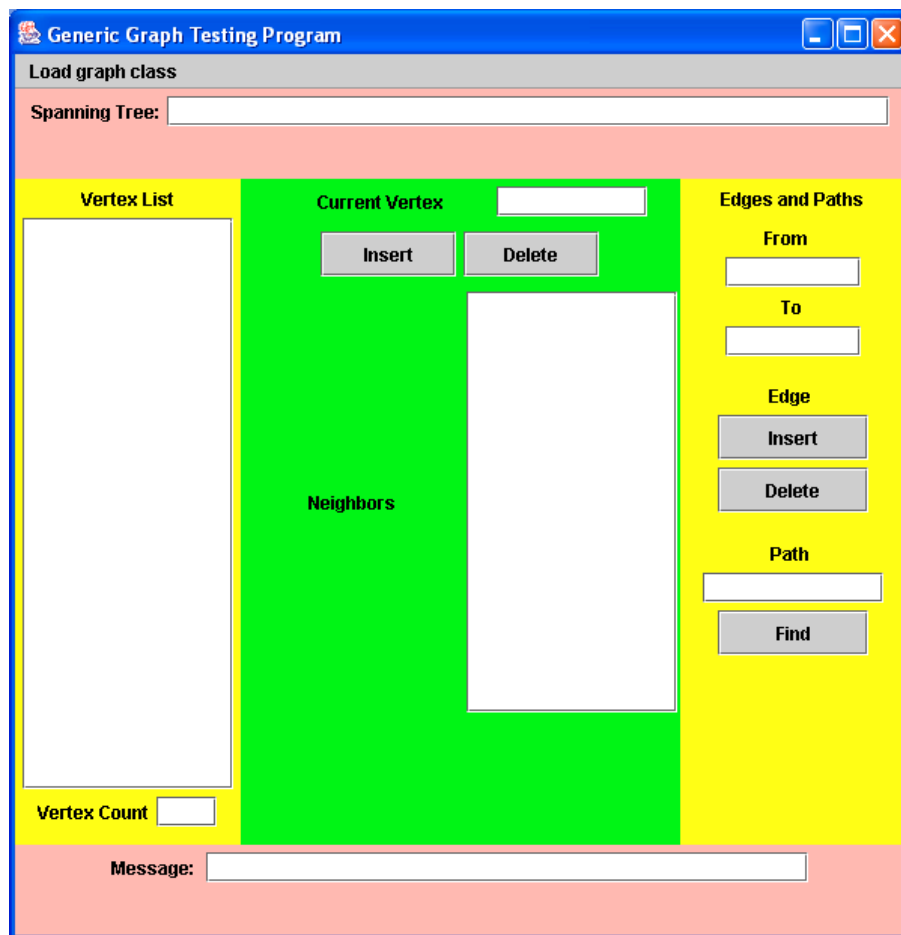 Generic Graph Testing Program
Load graph class
Spanning Tree:
Vertex List
Current Vertex
Insert Delete
Neighbors
Vertex Count
Edges and Paths
From
To
Edge
Insert
Delete
Path
Find
Message: